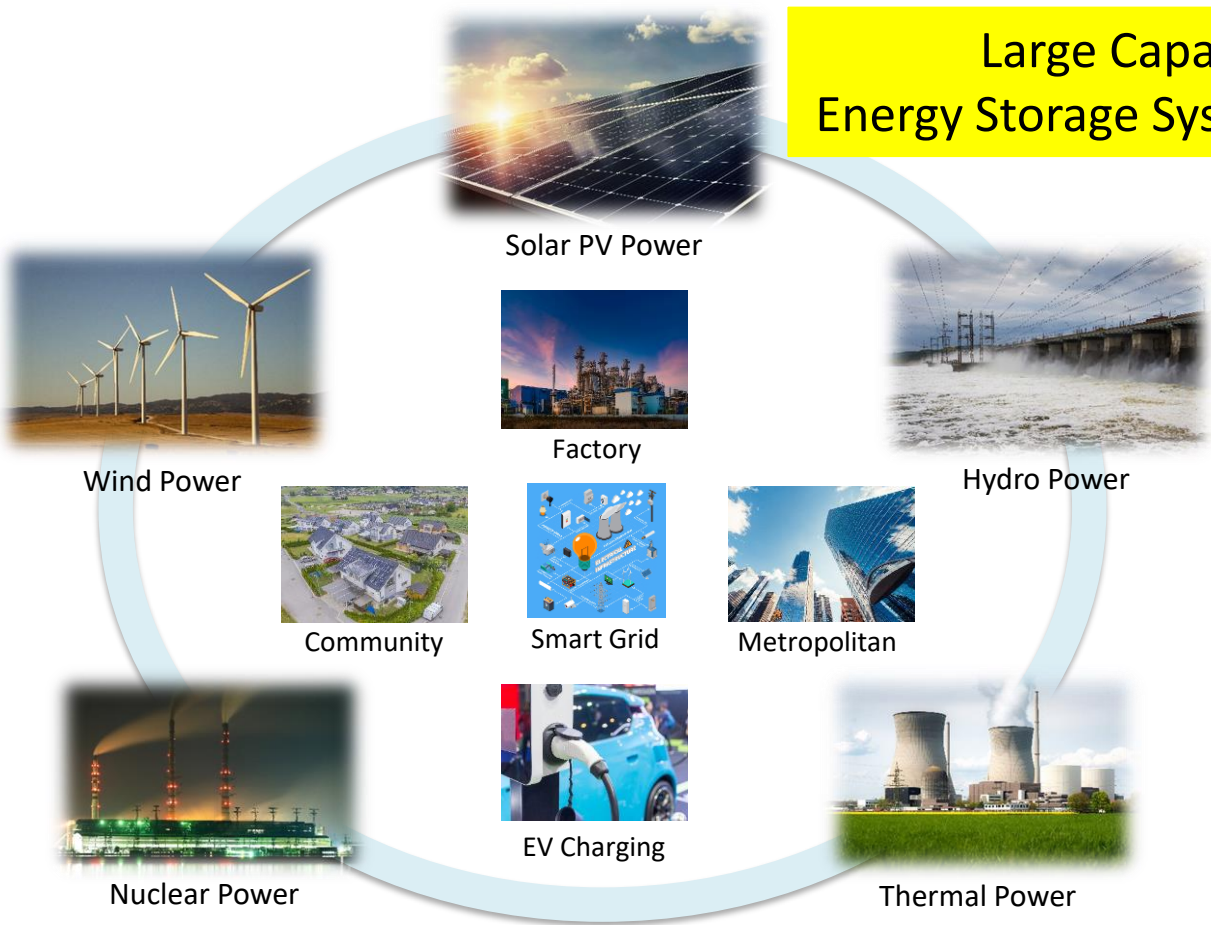 Large Capa
Energy Storage Sys
Solar PV Power
Wind Power
Factory
Hydro Power
Community
Smart Grid
Metropolitan
Nuclear Power
EV Charging
Thermal Power